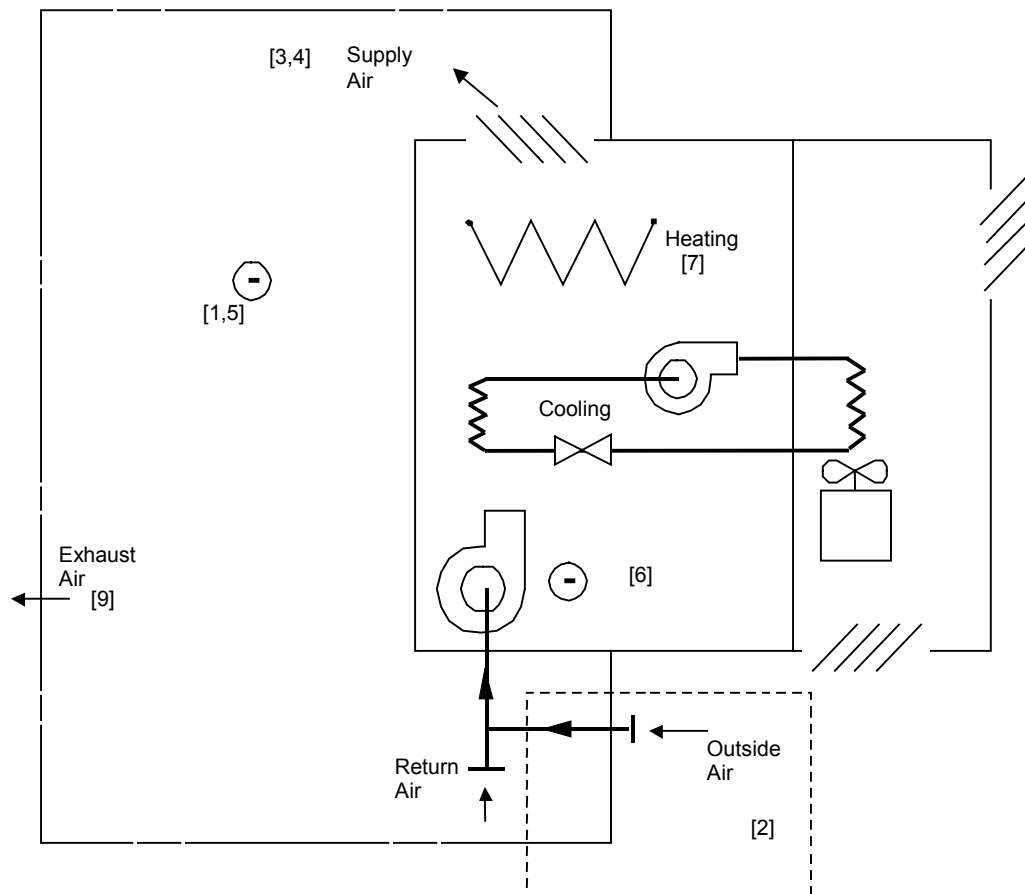 [3,4]
Supply
Air
Heating
[7]
[1,5]
Cooling
Exhaust
Air
[9]
[6]
Return
Air
Outside
Air
[2]